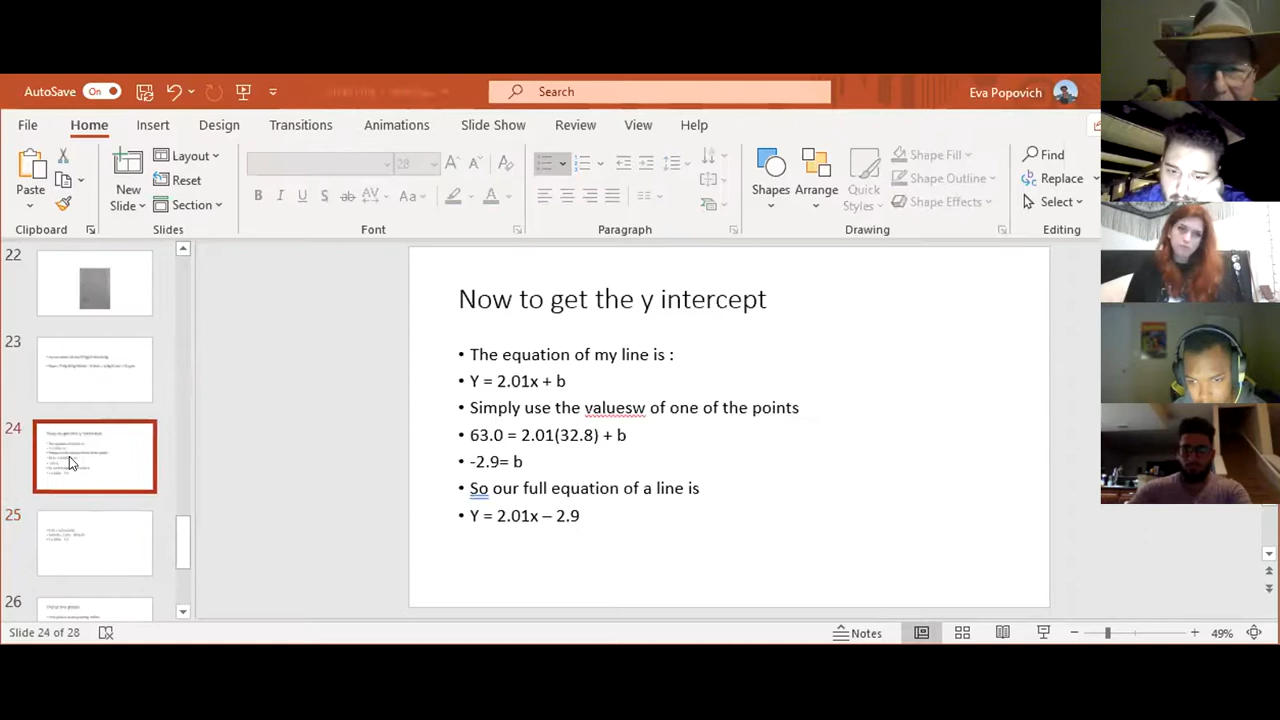 AutoSave On Search Eva Popovich
File Home Insert Design Transitions Animations Slide Show Review View Help
Paste New Slide Layout Reset Section 28 Shapes Arrange Quick Styles Shape Fill Shape Outline Shape Effects Find Replace Select
Clipboard Slides Font Paragraph Drawing Editing
22
23
24
25
26
Now to get the y intercept
• The equation of my line is :
• Y = 2.01x + b
• Simply use the valuesw of one of the points
• 63.0 = 2.01(32.8) + b
• -2.9= b
• So our full equation of a line is
• Y = 2.01x – 2.9
Slide 24 of 28 Notes 49%